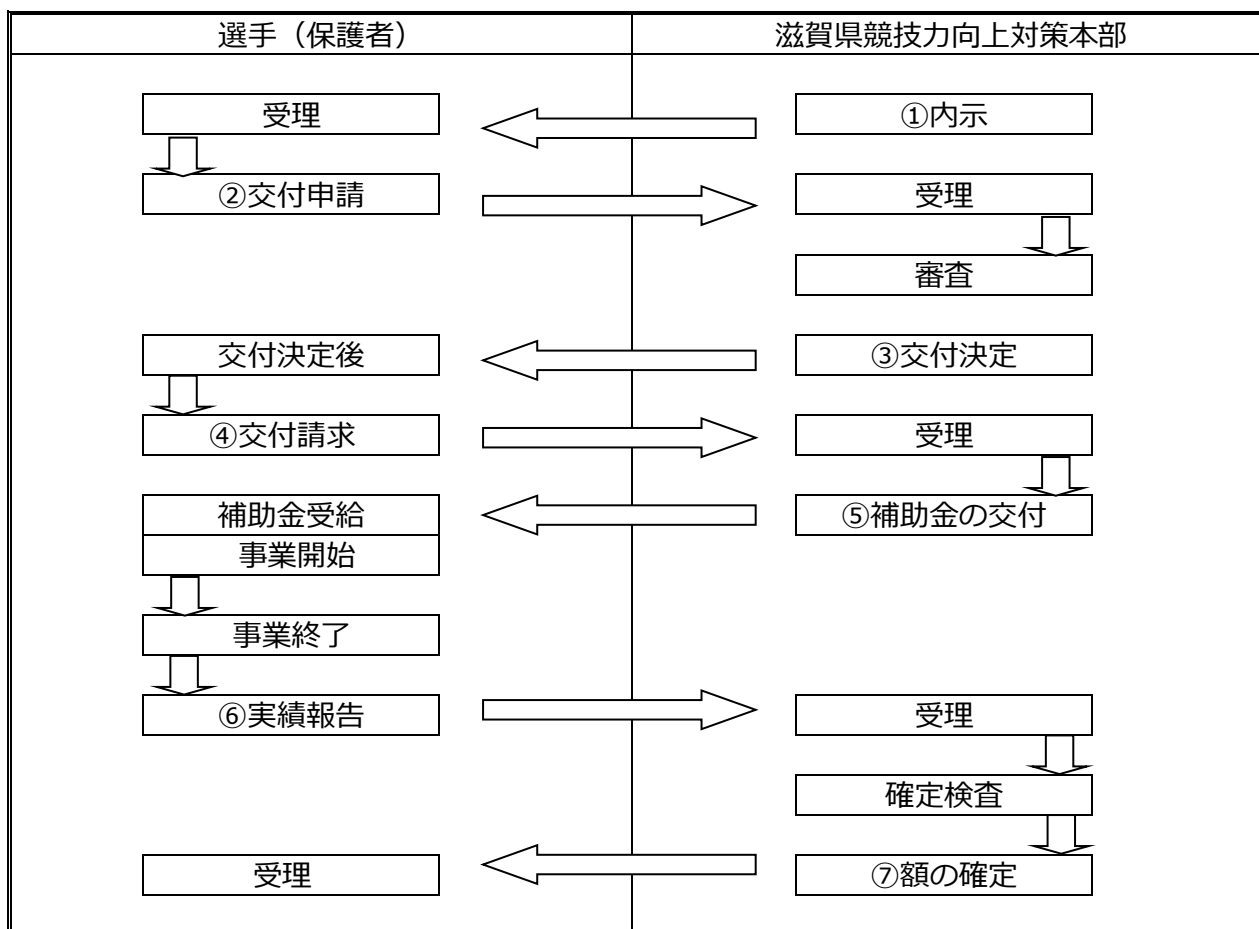 選手（保護者） 滋賀県競技力向上対策本部
受理 ①内示
②交付申請 受理
審査
交付決定後 ③交付決定
④交付請求 受理
補助金受給 ⑤補助金の交付
事業開始
事業終了
⑥実績報告 受理
確定検査
受理 ⑦額の確定